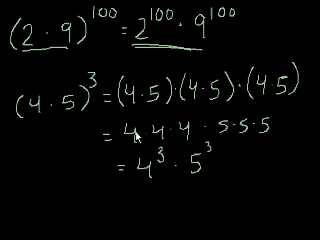 (2 · 9)^100 = 2^100 · 9^100
(4 · 5)^3 = (4·5)·(4·5)·(4·5)
= 4·4·4 · 5·5·5
= 4^3 · 5^3